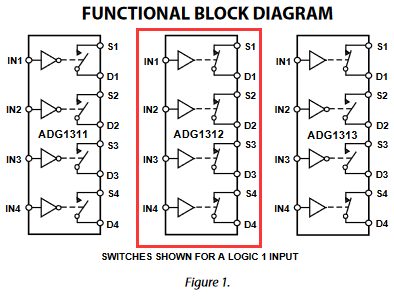 FUNCTIONAL BLOCK DIAGRAM
S1 S1 S1
IN1 IN1 IN1
D1 D1 D1
S2 S2 S2
IN2 IN2 IN2
D2 D2 D2
ADG1311 ADG1312 ADG1313
S3 S3 S3
IN3 IN3 IN3
D3 D3 D3
S4 S4 S4
IN4 IN4 IN4
D4 D4 D4
SWITCHES SHOWN FOR A LOGIC 1 INPUT
Figure 1.